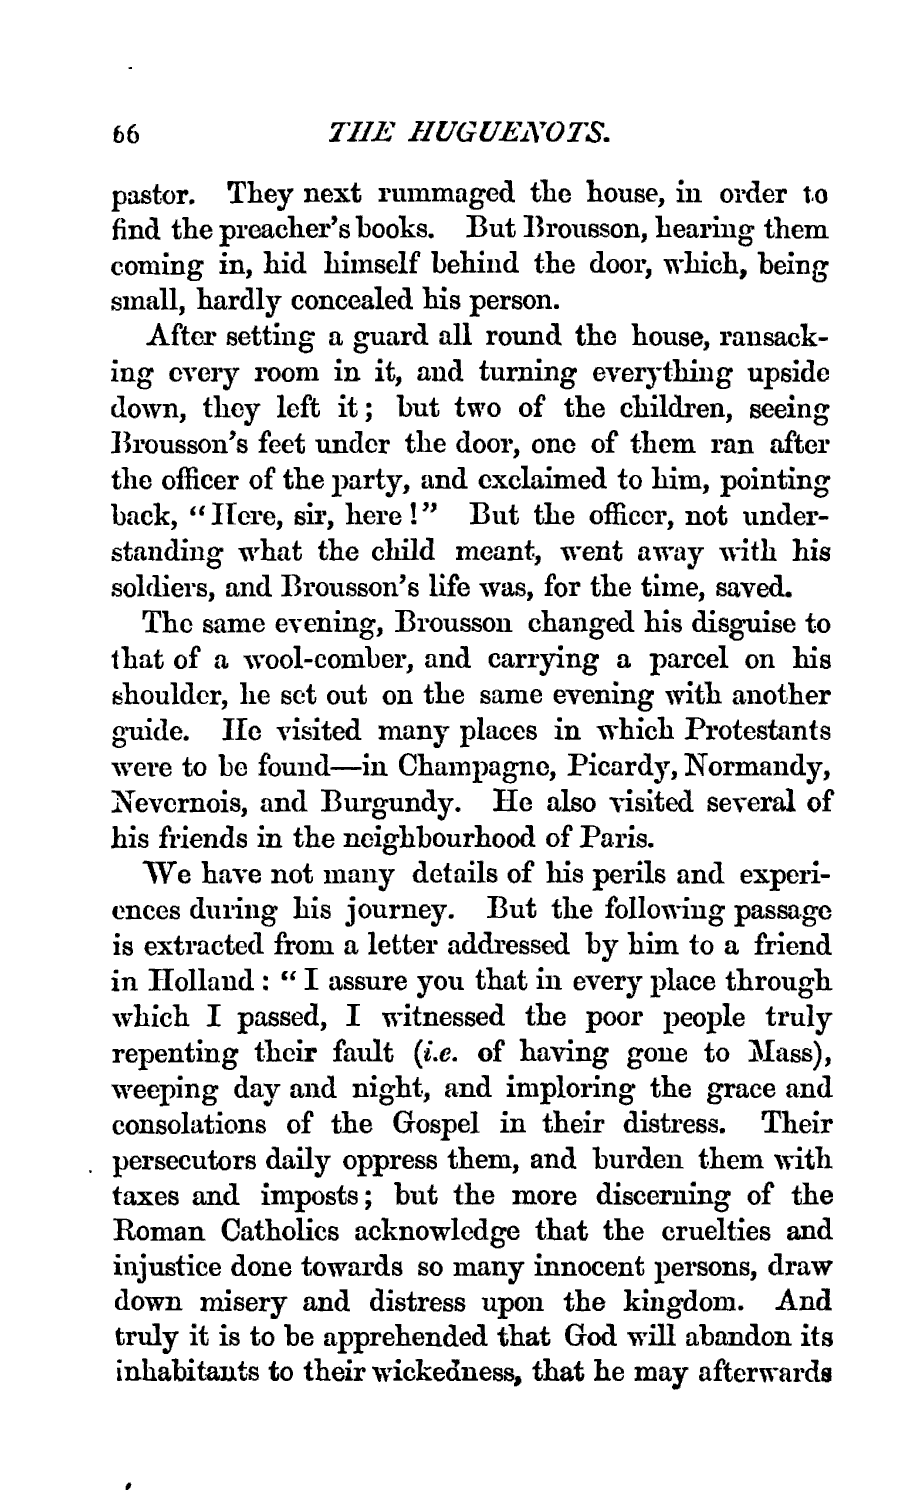 66 THE HUGUENOTS.
pastor. They next rummaged the house, in order to
find the preacher's books. But Brousson, hearing them
coming in, hid himself behind the door, which, being
small, hardly concealed his person.
After setting a guard all round the house, ransack-
ing every room in it, and turning everything upside
down, they left it; but two of the children, seeing
Brousson's feet under the door, one of them ran after
the officer of the party, and exclaimed to him, pointing
back, "Here, sir, here!" But the officer, not under-
standing what the child meant, went away with his
soldiers, and Brousson's life was, for the time, saved.
The same evening, Brousson changed his disguise to
that of a wool-comber, and carrying a parcel on his
shoulder, he set out on the same evening with another
guide. He visited many places in which Protestants
were to be found—in Champagne, Picardy, Normandy,
Nevernois, and Burgundy. He also visited several of
his friends in the neighbourhood of Paris.
We have not many details of his perils and experi-
ences during his journey. But the following passage
is extracted from a letter addressed by him to a friend
in Holland: "I assure you that in every place through
which I passed, I witnessed the poor people truly
repenting their fault (i.e. of having gone to Mass),
weeping day and night, and imploring the grace and
consolations of the Gospel in their distress. Their
persecutors daily oppress them, and burden them with
taxes and imposts; but the more discerning of the
Roman Catholics acknowledge that the cruelties and
injustice done towards so many innocent persons, draw
down misery and distress upon the kingdom. And
truly it is to be apprehended that God will abandon its
inhabitants to their wickedness, that he may afterwards